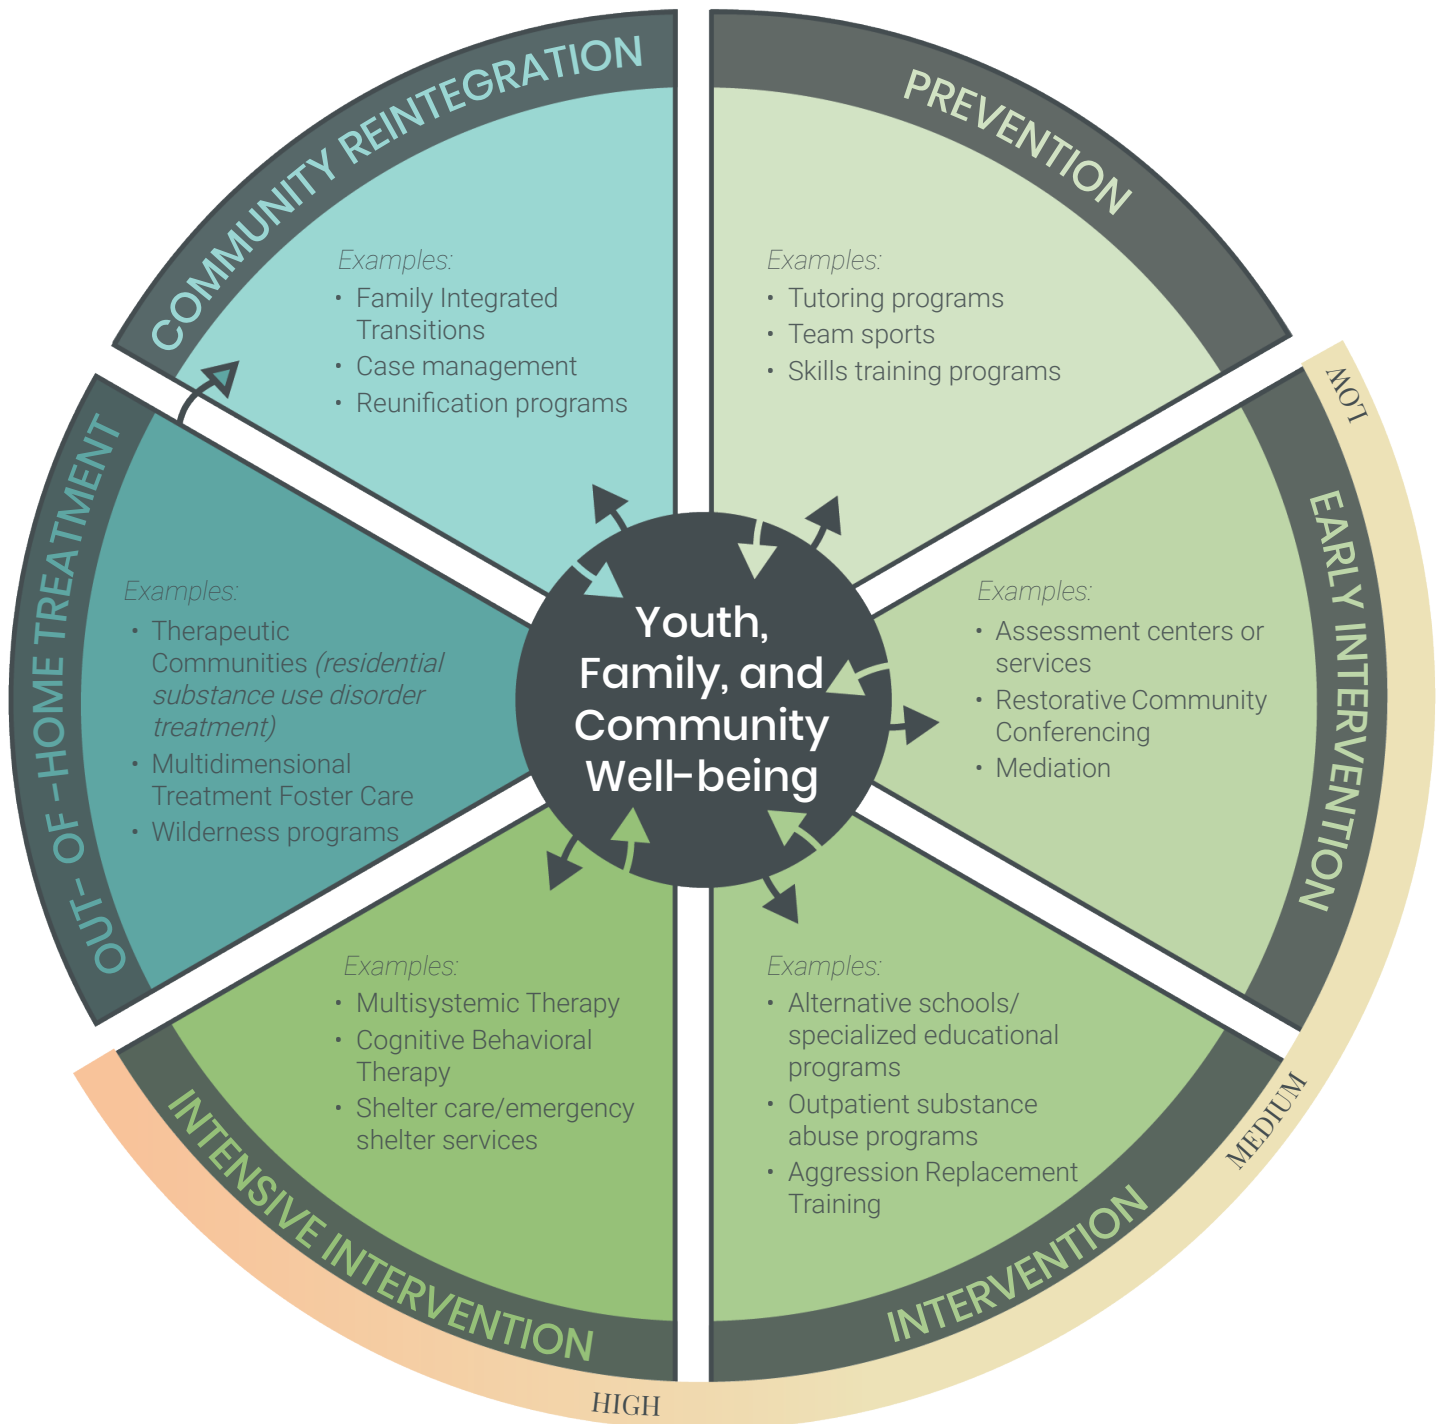 COMMUNITY REINTEGRATION
Examples:
• Family Integrated
Transitions
• Case management
• Reunification programs
PREVENTION
Examples:
• Tutoring programs
• Team sports
• Skills training programs
LOW
EARLY INTERVENTION
Examples:
• Assessment centers or
services
• Restorative Community
Conferencing
• Mediation
MEDIUM
INTERVENTION
Examples:
• Alternative schools/
specialized educational
programs
• Outpatient substance
abuse programs
• Aggression Replacement
Training
HIGH
INTENSIVE INTERVENTION
Examples:
• Multisystemic Therapy
• Cognitive Behavioral
Therapy
• Shelter care/emergency
shelter services
OUT- OF -HOME TREATMENT
Examples:
• Therapeutic
Communities (residential
substance use disorder
treatment)
• Multidimensional
Treatment Foster Care
• Wilderness programs
Youth,
Family, and
Community
Well-being